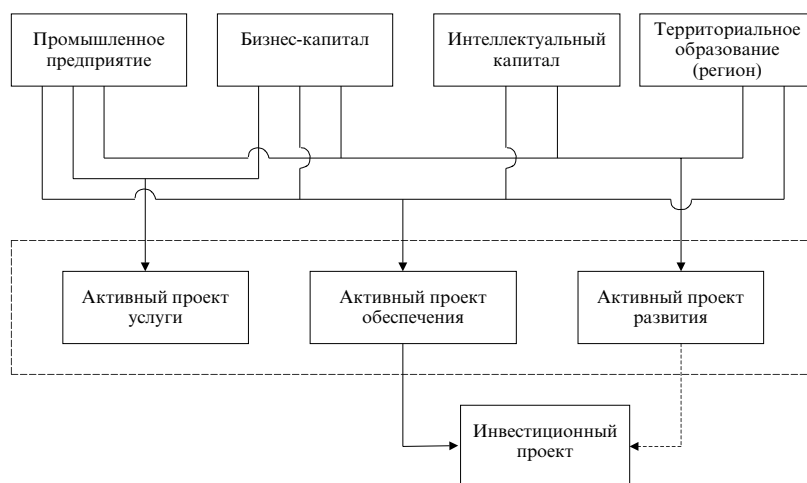 Промышленное
предприятие
Бизнес-капитал
Интеллектуальный
капитал
Территориальное
образование
(регион)
Активный проект
услуги
Активный проект
обеспечения
Активный проект
развития
Инвестиционный
проект